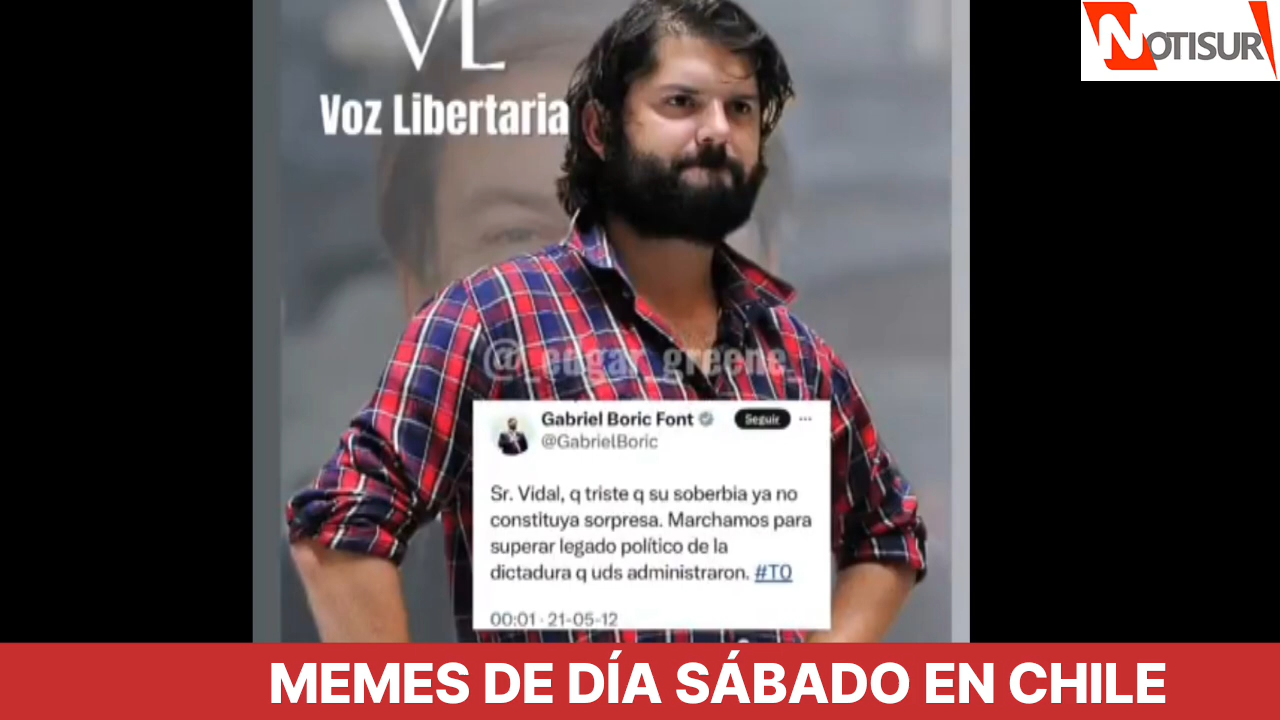 VL
Voz Libertaria
NOTISUR
@_edgar_greene_
Gabriel Boric Font
Seguir
@GabrielBoric
Sr. Vidal, q triste q su soberbia ya no
constituya sorpresa. Marchamos para
superar legado político de la
dictadura q uds administraron. #T0
00:01 · 21-05-12
MEMES DE DÍA SÁBADO EN CHILE